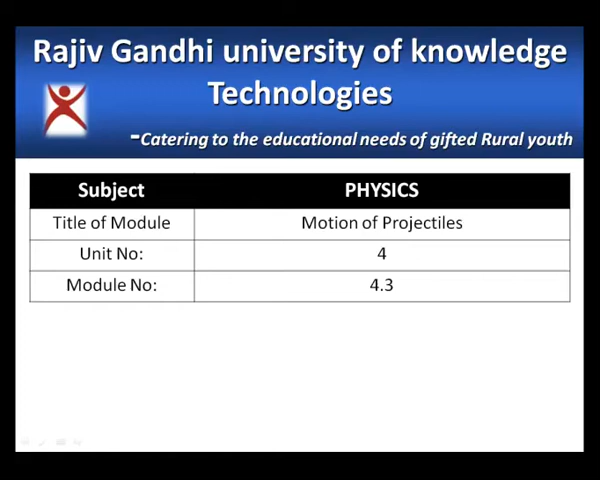 Rajiv Gandhi university of knowledge
Technologies
-Catering to the educational needs of gifted Rural youth
Subject PHYSICS
Title of Module Motion of Projectiles
Unit No: 4
Module No: 4.3